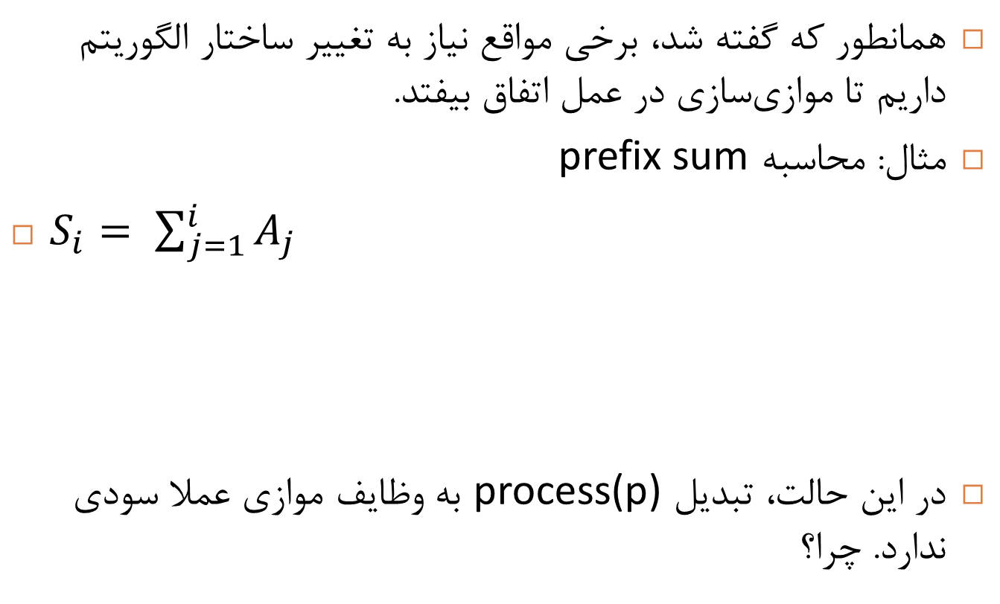 همانطور که گفته شد، برخی مواقع نیاز به تغییر ساختار الگوریتم
داریم تا موازی‌سازی در عمل اتفاق بیفتد.
مثال: محاسبه prefix sum
$S_i = \sum_{j=1}^{i} A_j$
در این حالت، تبدیل process(p) به وظایف موازی عملا سودی
ندارد. چرا؟